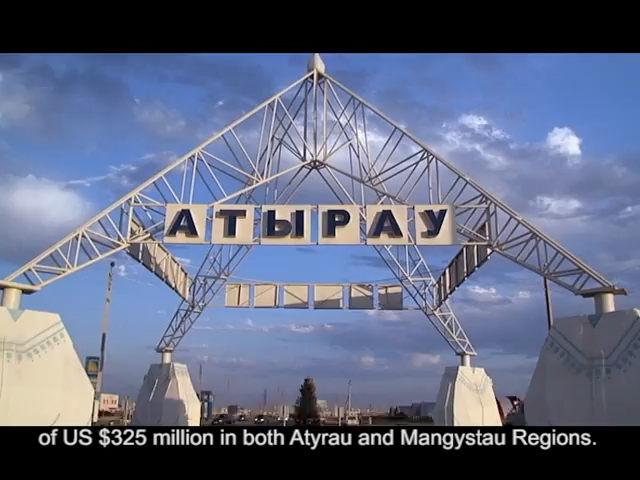 АТЫРАУ
of US $325 million in both Atyrau and Mangystau Regions.